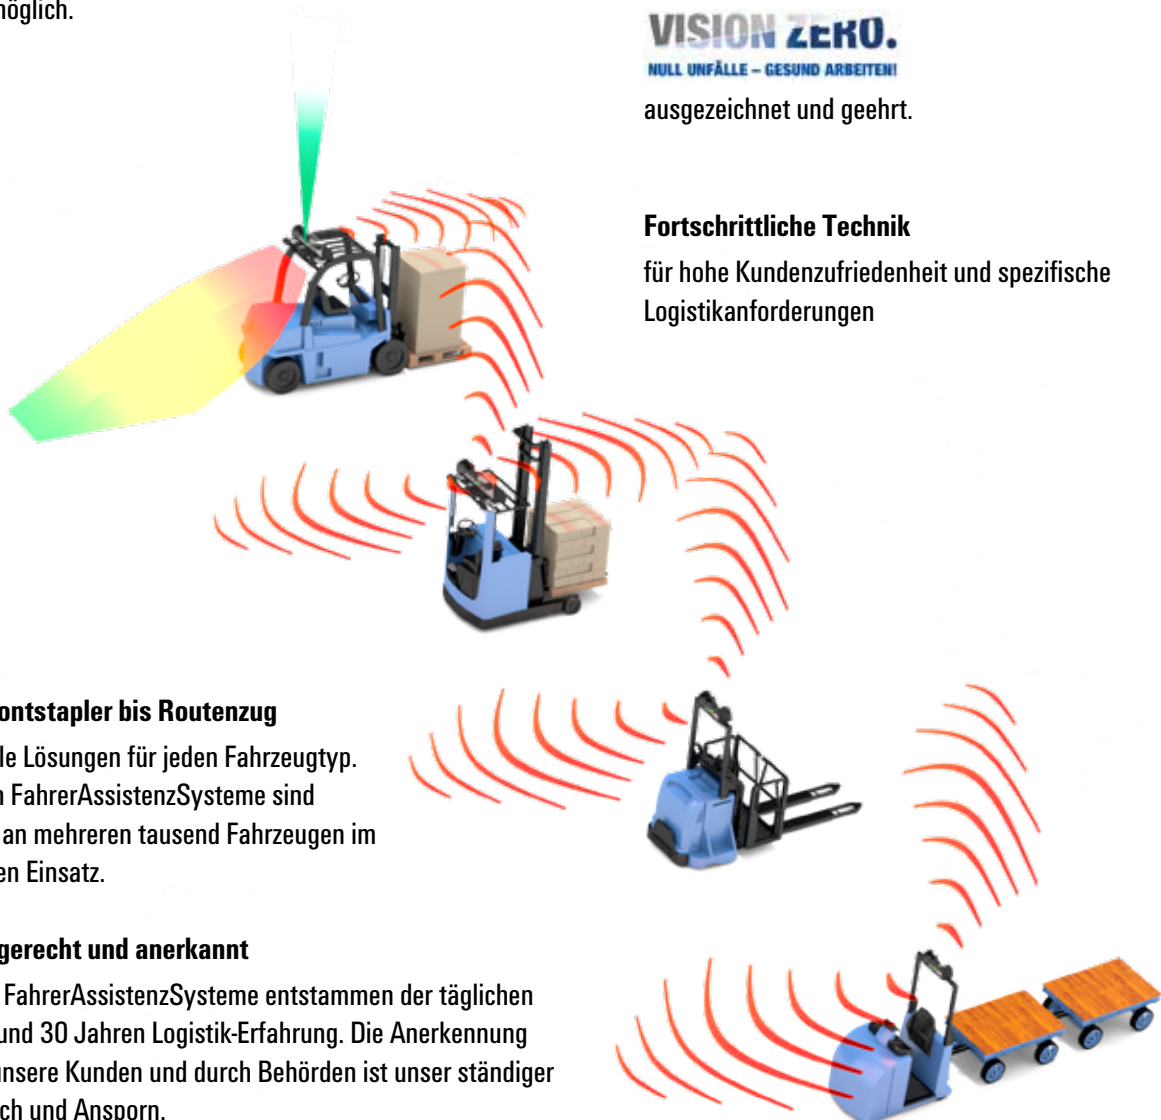 möglich.
VISION ZERO.
NULL UNFÄLLE – GESUND ARBEITEN!
ausgezeichnet und geehrt.
Fortschrittliche Technik
für hohe Kundenzufriedenheit und spezifische
Logistikanforderungen
ontstapler bis Routenzug
le Lösungen für jeden Fahrzeugtyp.
n FahrerAssistenzSysteme sind
an mehreren tausend Fahrzeugen im
en Einsatz.
gerecht und anerkannt
FahrerAssistenzSysteme entstammen der täglichen
und 30 Jahren Logistik-Erfahrung. Die Anerkennung
unsere Kunden und durch Behörden ist unser ständiger
ch und Ansporn.